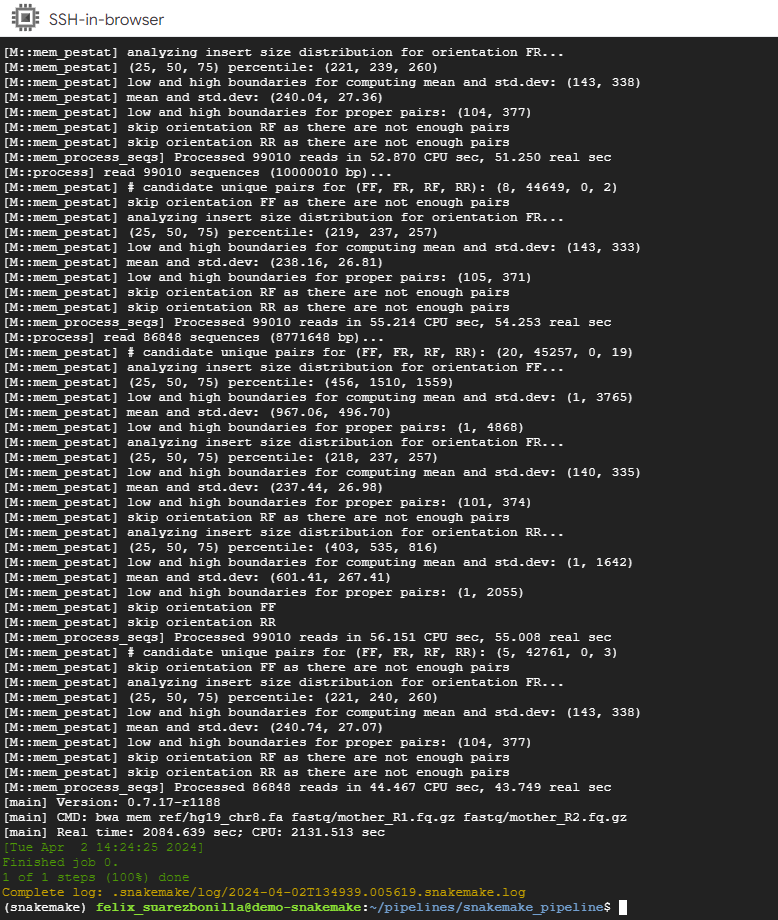 SSH-in-browser
[M::mem_pestat] analyzing insert size distribution for orientation FR...
[M::mem_pestat] (25, 50, 75) percentile: (221, 239, 260)
[M::mem_pestat] low and high boundaries for computing mean and std.dev: (143, 338)
[M::mem_pestat] mean and std.dev: (240.04, 27.36)
[M::mem_pestat] low and high boundaries for proper pairs: (104, 377)
[M::mem_pestat] skip orientation RF as there are not enough pairs
[M::mem_pestat] skip orientation RR as there are not enough pairs
[M::mem_process_seqs] Processed 99010 reads in 52.870 CPU sec, 51.250 real sec
[M::process] read 99010 sequences (10000010 bp)...
[M::mem_pestat] # candidate unique pairs for (FF, FR, RF, RR): (8, 44649, 0, 2)
[M::mem_pestat] skip orientation FF as there are not enough pairs
[M::mem_pestat] analyzing insert size distribution for orientation FR...
[M::mem_pestat] (25, 50, 75) percentile: (219, 237, 257)
[M::mem_pestat] low and high boundaries for computing mean and std.dev: (143, 333)
[M::mem_pestat] mean and std.dev: (238.16, 26.81)
[M::mem_pestat] low and high boundaries for proper pairs: (105, 371)
[M::mem_pestat] skip orientation RF as there are not enough pairs
[M::mem_pestat] skip orientation RR as there are not enough pairs
[M::mem_process_seqs] Processed 99010 reads in 55.214 CPU sec, 54.253 real sec
[M::process] read 86848 sequences (8771648 bp)...
[M::mem_pestat] # candidate unique pairs for (FF, FR, RF, RR): (20, 45257, 0, 19)
[M::mem_pestat] analyzing insert size distribution for orientation FF...
[M::mem_pestat] (25, 50, 75) percentile: (456, 1510, 1559)
[M::mem_pestat] low and high boundaries for computing mean and std.dev: (1, 3765)
[M::mem_pestat] mean and std.dev: (967.06, 496.70)
[M::mem_pestat] low and high boundaries for proper pairs: (1, 4868)
[M::mem_pestat] analyzing insert size distribution for orientation FR...
[M::mem_pestat] (25, 50, 75) percentile: (218, 237, 257)
[M::mem_pestat] low and high boundaries for computing mean and std.dev: (140, 335)
[M::mem_pestat] mean and std.dev: (237.44, 26.98)
[M::mem_pestat] low and high boundaries for proper pairs: (101, 374)
[M::mem_pestat] skip orientation RF as there are not enough pairs
[M::mem_pestat] analyzing insert size distribution for orientation RR...
[M::mem_pestat] (25, 50, 75) percentile: (403, 535, 816)
[M::mem_pestat] low and high boundaries for computing mean and std.dev: (1, 1642)
[M::mem_pestat] mean and std.dev: (601.41, 267.41)
[M::mem_pestat] low and high boundaries for proper pairs: (1, 2055)
[M::mem_pestat] skip orientation FF
[M::mem_pestat] skip orientation RR
[M::mem_process_seqs] Processed 99010 reads in 56.151 CPU sec, 55.008 real sec
[M::mem_pestat] # candidate unique pairs for (FF, FR, RF, RR): (5, 42761, 0, 3)
[M::mem_pestat] skip orientation FF as there are not enough pairs
[M::mem_pestat] analyzing insert size distribution for orientation FR...
[M::mem_pestat] (25, 50, 75) percentile: (221, 240, 260)
[M::mem_pestat] low and high boundaries for computing mean and std.dev: (143, 338)
[M::mem_pestat] mean and std.dev: (240.74, 27.07)
[M::mem_pestat] low and high boundaries for proper pairs: (104, 377)
[M::mem_pestat] skip orientation RF as there are not enough pairs
[M::mem_pestat] skip orientation RR as there are not enough pairs
[M::mem_process_seqs] Processed 86848 reads in 44.467 CPU sec, 43.749 real sec
[main] Version: 0.7.17-r1188
[main] CMD: bwa mem ref/hg19_chr8.fa fastq/mother_R1.fq.gz fastq/mother_R2.fq.gz
[main] Real time: 2084.639 sec; CPU: 2131.513 sec
[Tue Apr  2 14:24:25 2024]
Finished job 0.
1 of 1 steps (100%) done
Complete log: .snakemake/log/2024-04-02T134939.005619.snakemake.log
(snakemake) felix_suarezbonilla@demo-snakemake:~/pipelines/snakemake_pipeline$